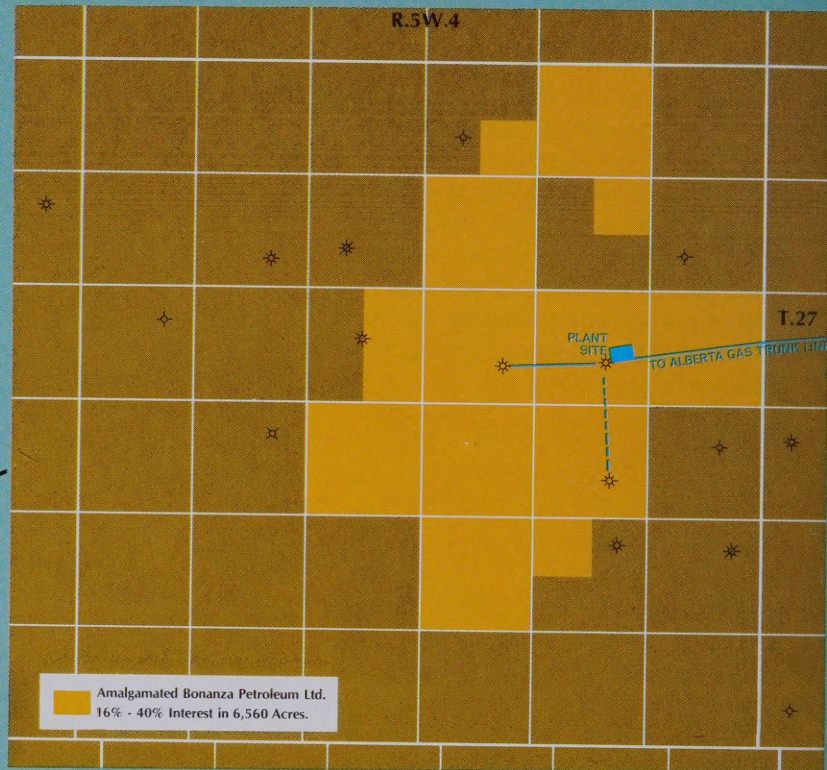 R.5W.4
T.27
PLANT
SITE
TO ALBERTA GAS TRUNK LINE
Amalgamated Bonanza Petroleum Ltd.
16% - 40% Interest in 6,560 Acres.